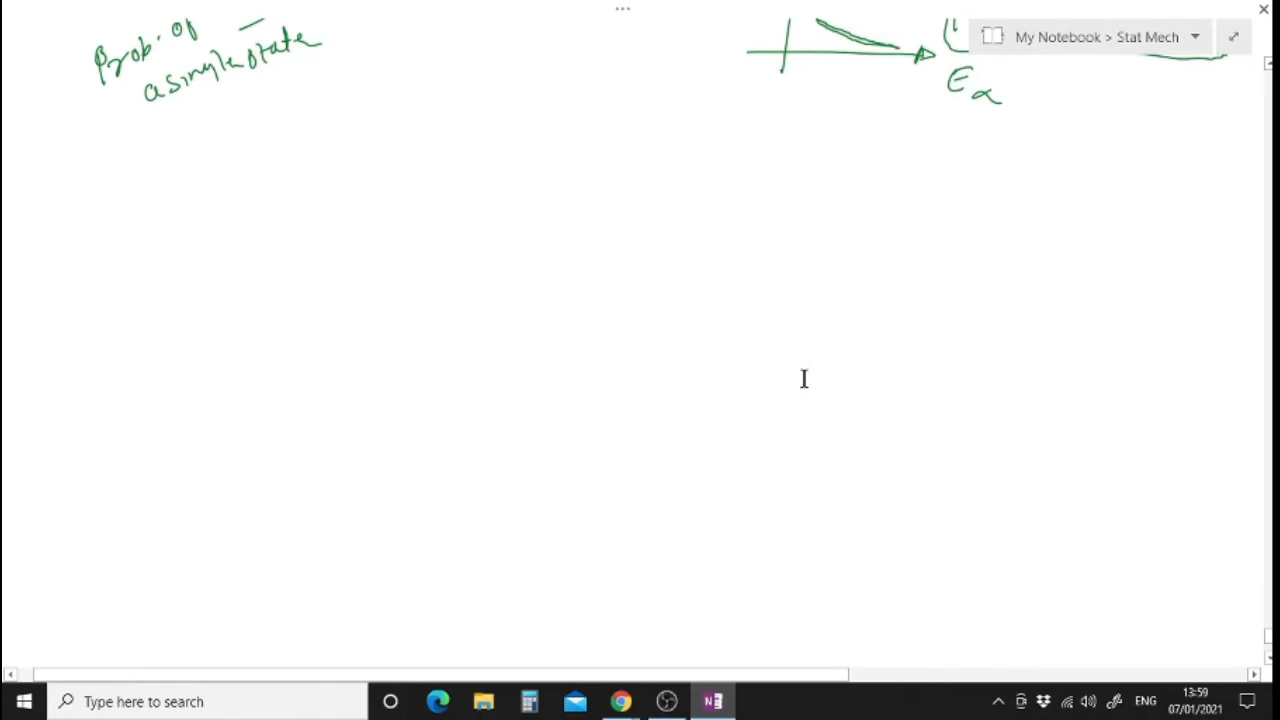 Prob. of
a single state
Eα
My Notebook > Stat Mech
Type here to search
N
ENG
13:59
07/01/2021